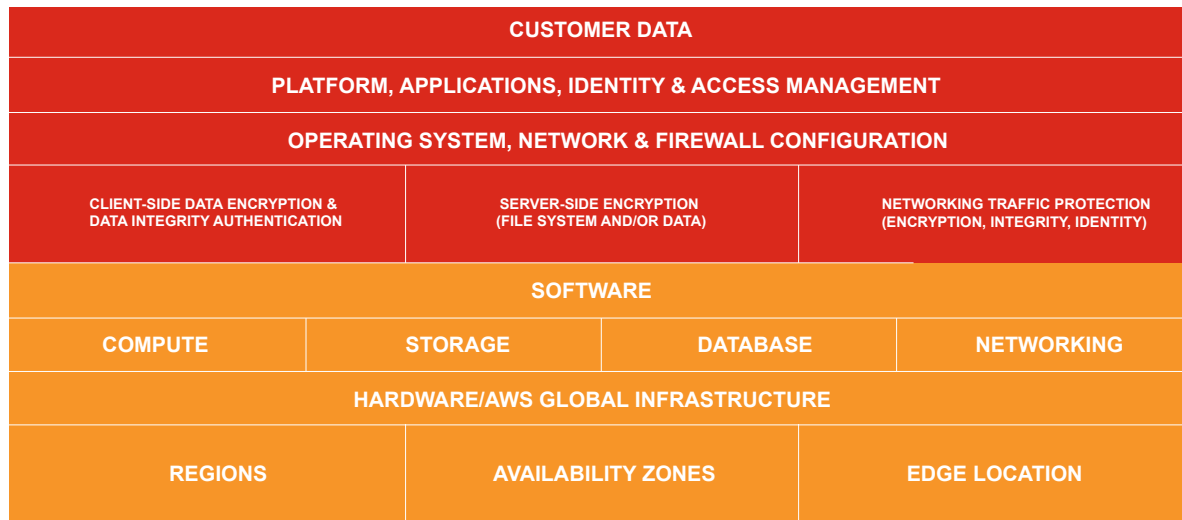 CUSTOMER DATA
PLATFORM, APPLICATIONS, IDENTITY & ACCESS MANAGEMENT
OPERATING SYSTEM, NETWORK & FIREWALL CONFIGURATION
CLIENT-SIDE DATA ENCRYPTION &
DATA INTEGRITY AUTHENTICATION
SERVER-SIDE ENCRYPTION
(FILE SYSTEM AND/OR DATA)
NETWORKING TRAFFIC PROTECTION
(ENCRYPTION, INTEGRITY, IDENTITY)
SOFTWARE
COMPUTE
STORAGE
DATABASE
NETWORKING
HARDWARE/AWS GLOBAL INFRASTRUCTURE
REGIONS
AVAILABILITY ZONES
EDGE LOCATION